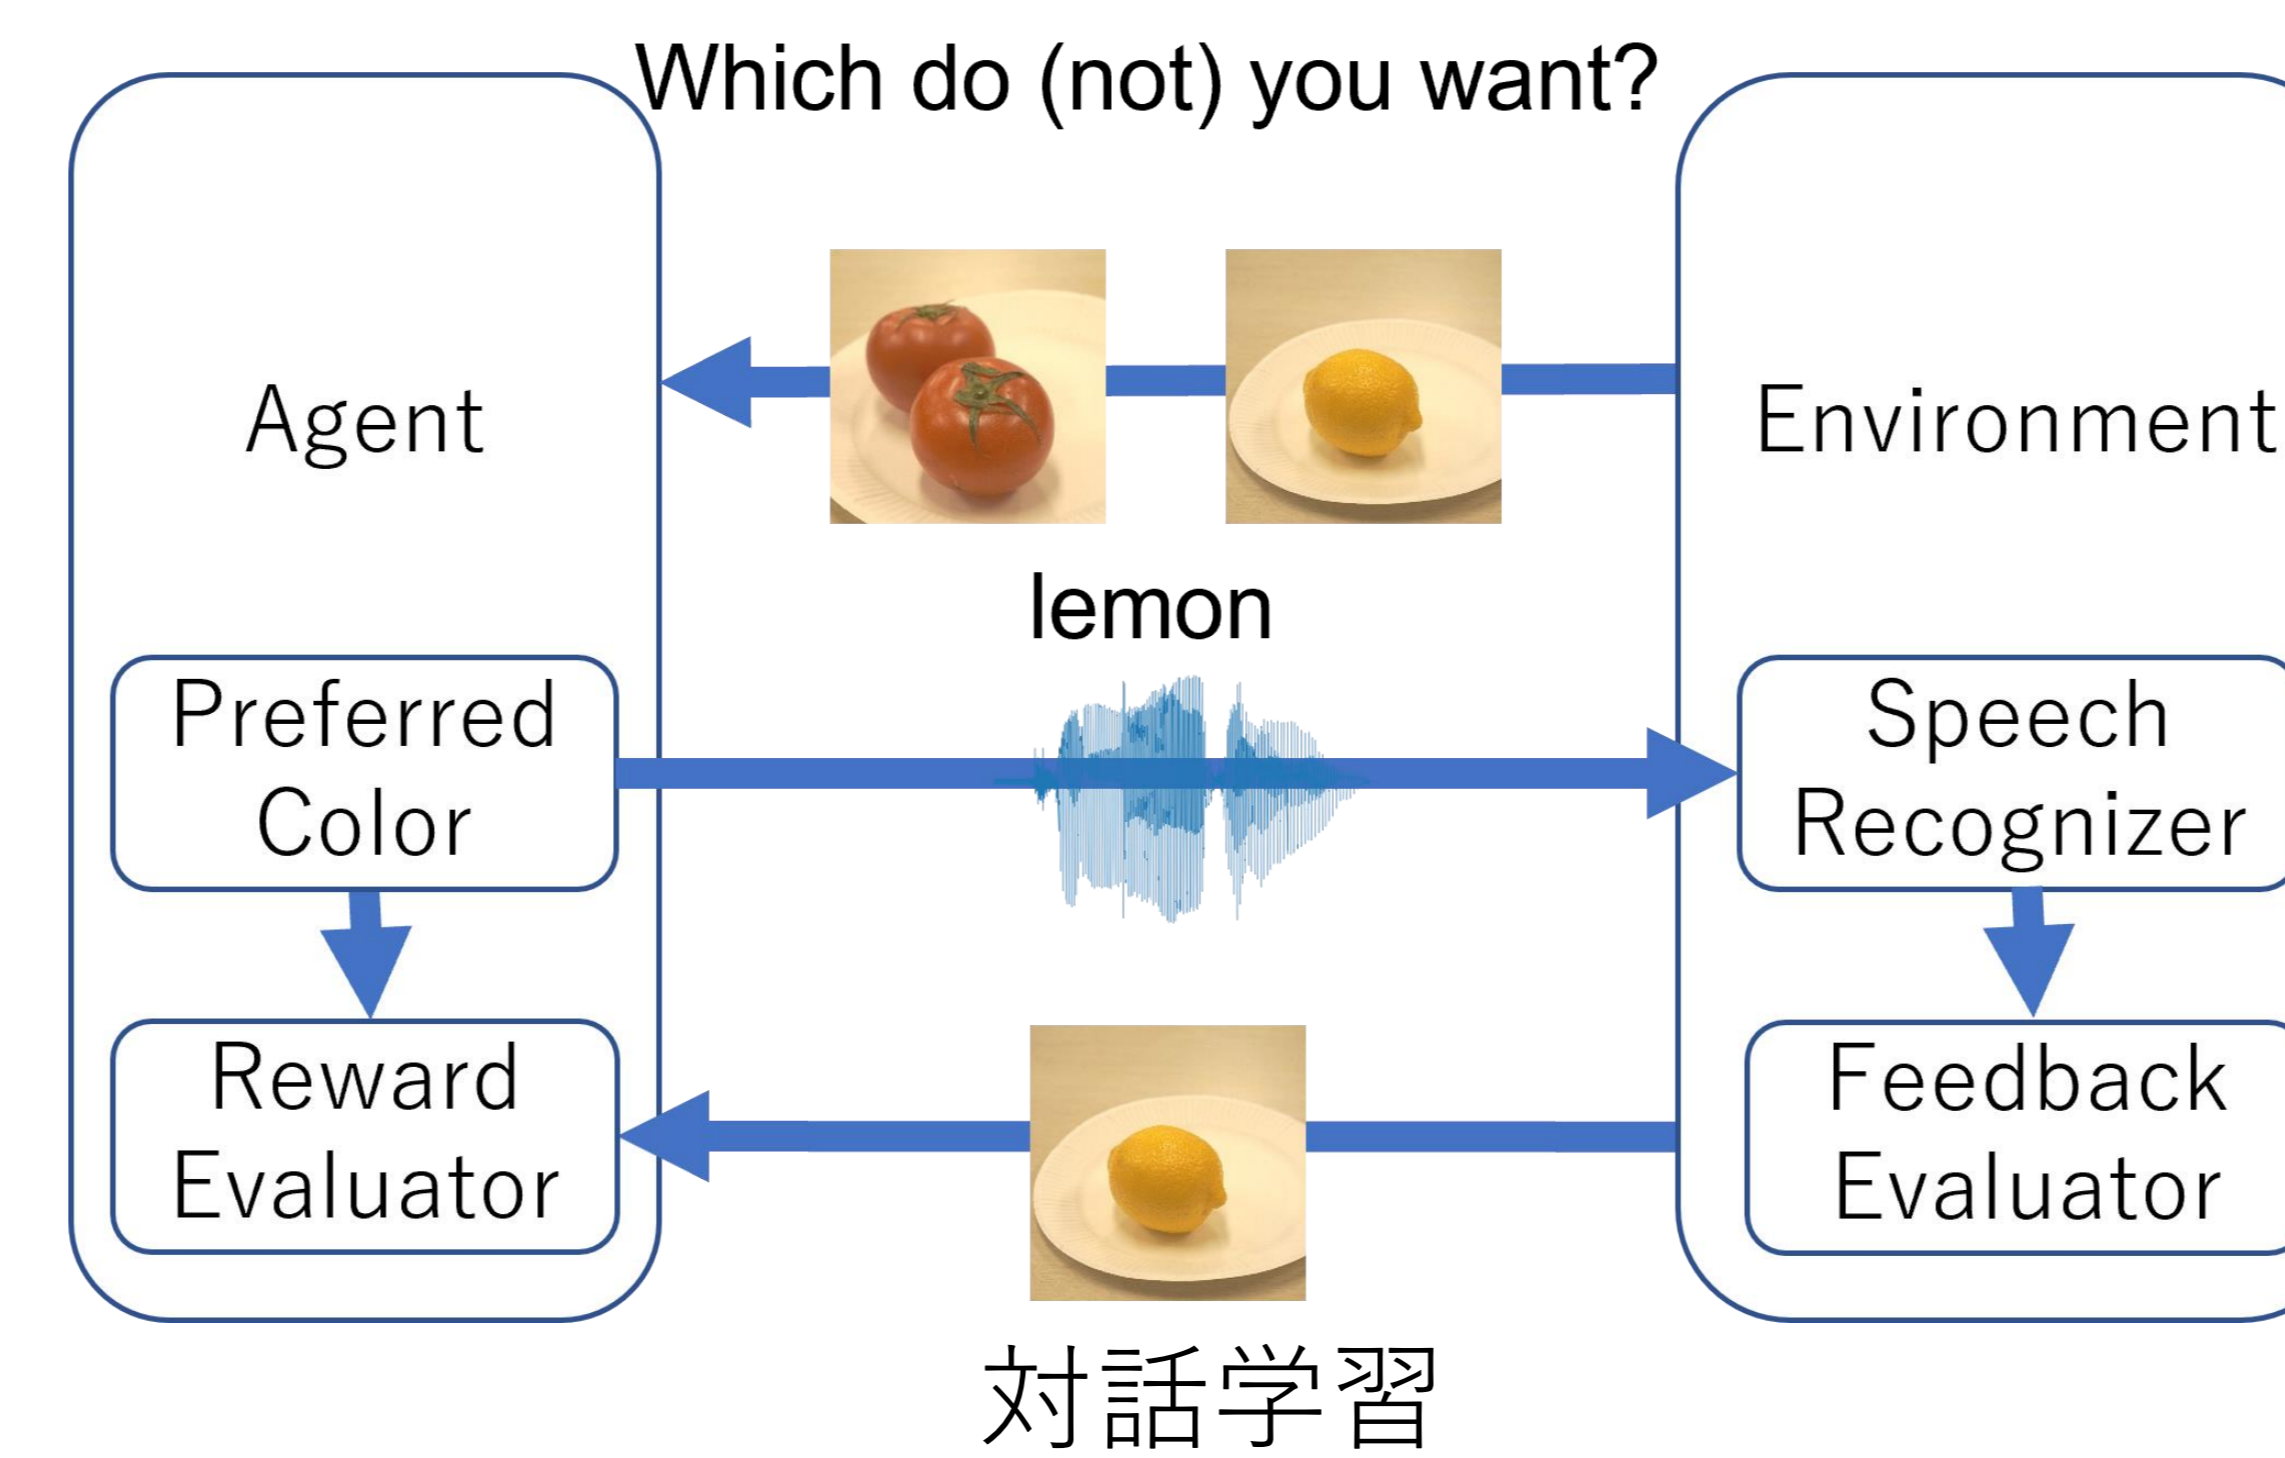 Which do (not) you want?
Agent
Environment
lemon
Preferred
Color
Speech
Recognizer
Reward
Evaluator
Feedback
Evaluator
対話学習